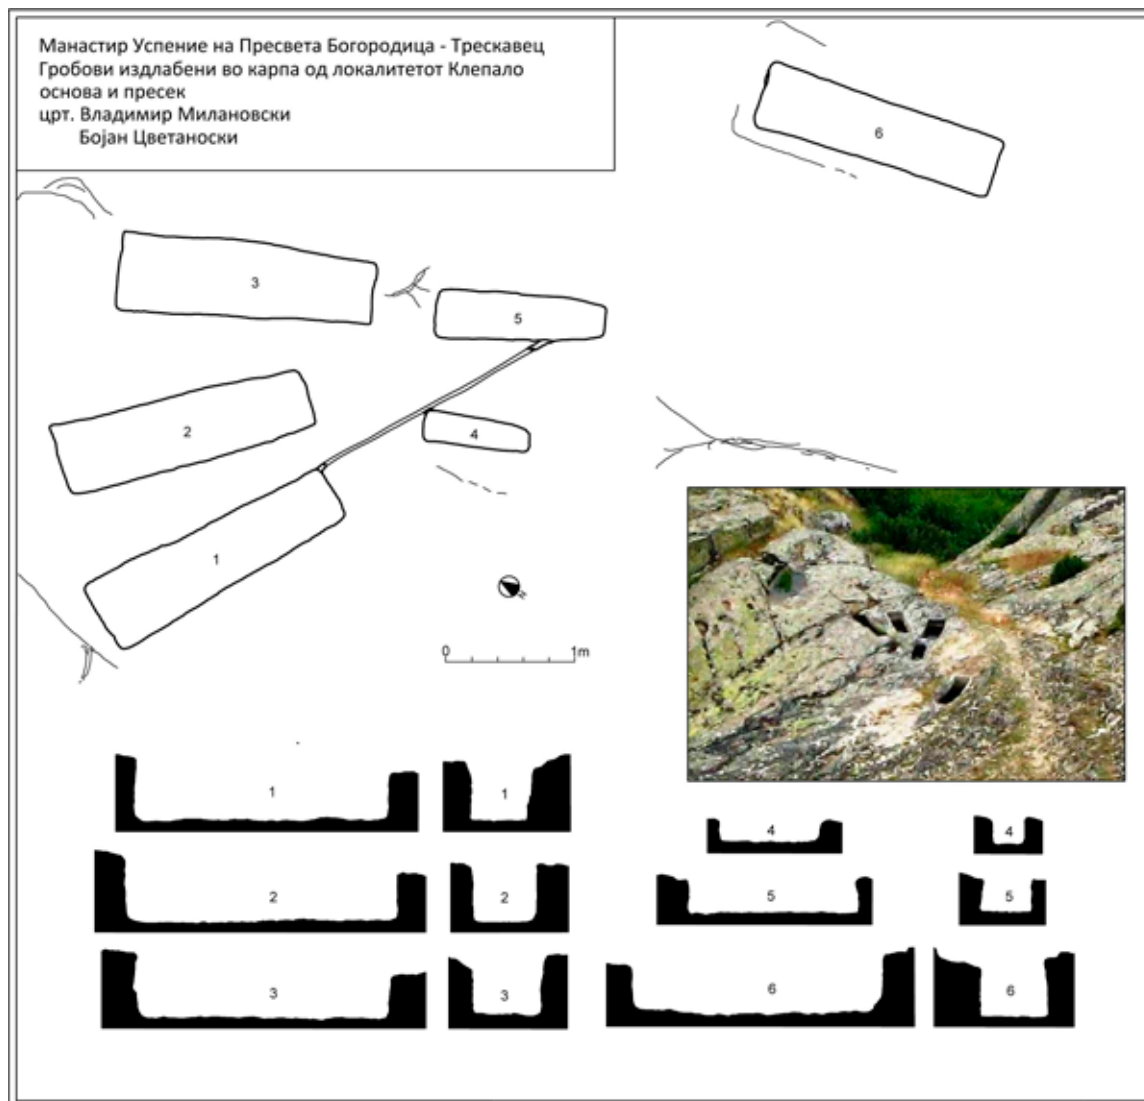 Манастир Успение на Пресвета Богородица - Трескавец
Гробови издлабени во карпа од локалитетот Клепало
основа и пресек
црт. Владимир Милановски
Бојан Цветаноски
6
3
5
2
4
1
N
0 1m
1 1
4 4
2 2
5 5
3 3
6 6